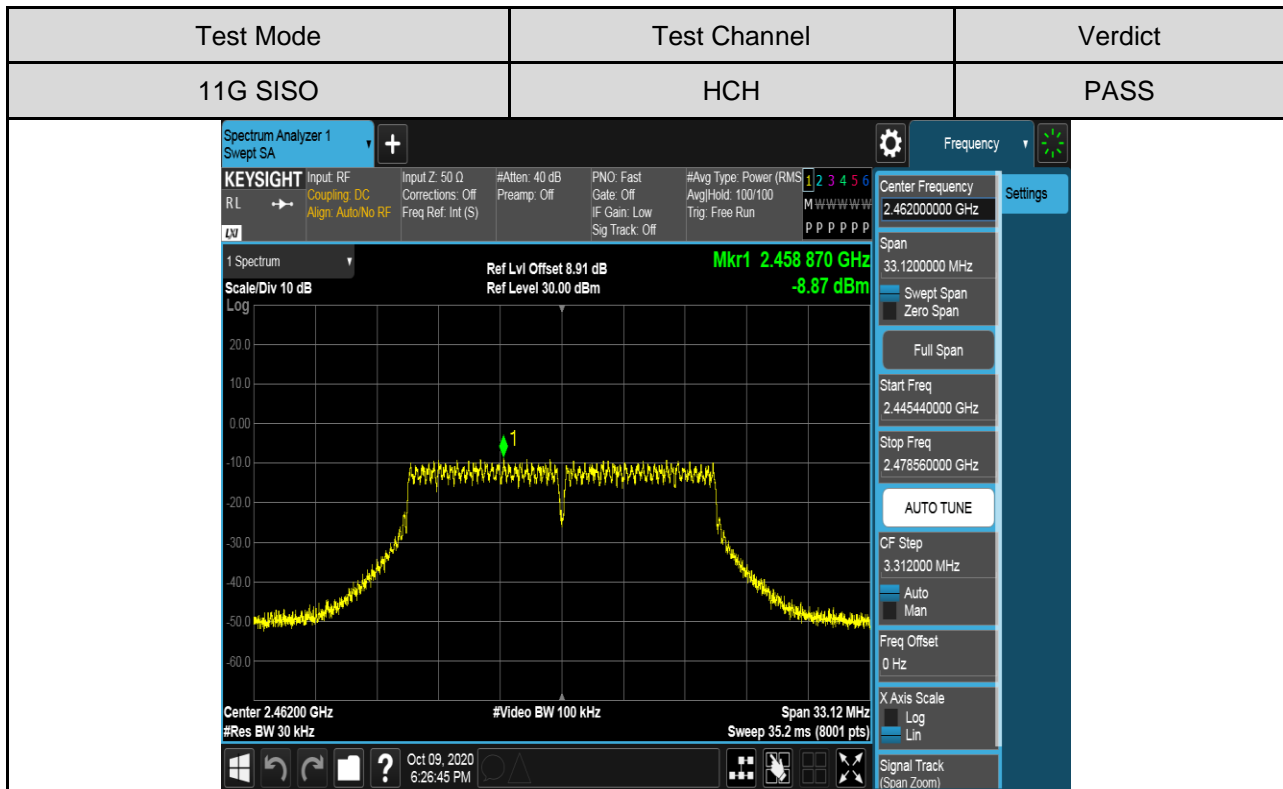 Test Mode Test Channel Verdict
11G SISO HCH PASS
Spectrum Analyzer 1
Swept SA
+
Frequency
KEYSIGHT
RL
LXI
Input: RF
Coupling: DC
Align: Auto/No RF
Input Z: 50 Ω
Corrections: Off
Freq Ref: Int (S)
#Atten: 40 dB
Preamp: Off
PNO: Fast
Gate: Off
IF Gain: Low
Sig Track: Off
#Avg Type: Power (RMS
Avg|Hold: 100/100
Trig: Free Run
1 2 3 4 5 6
M W W W W W
P P P P P P
1 Spectrum
Scale/Div 10 dB
Log
Ref Lvl Offset 8.91 dB
Ref Level 30.00 dBm
Mkr1 2.458 870 GHz
-8.87 dBm
20.0
10.0
0.00
1
-10.0
-20.0
-30.0
-40.0
-50.0
-60.0
Center 2.46200 GHz
#Res BW 30 kHz
#Video BW 100 kHz
Span 33.12 MHz
Sweep 35.2 ms (8001 pts)
?
Oct 09, 2020
6:26:45 PM
Center Frequency
2.462000000 GHz
Settings
Span
33.1200000 MHz
Swept Span
Zero Span
Full Span
Start Freq
2.445440000 GHz
Stop Freq
2.478560000 GHz
AUTO TUNE
CF Step
3.312000 MHz
Auto
Man
Freq Offset
0 Hz
X Axis Scale
Log
Lin
Signal Track
(Span Zoom)